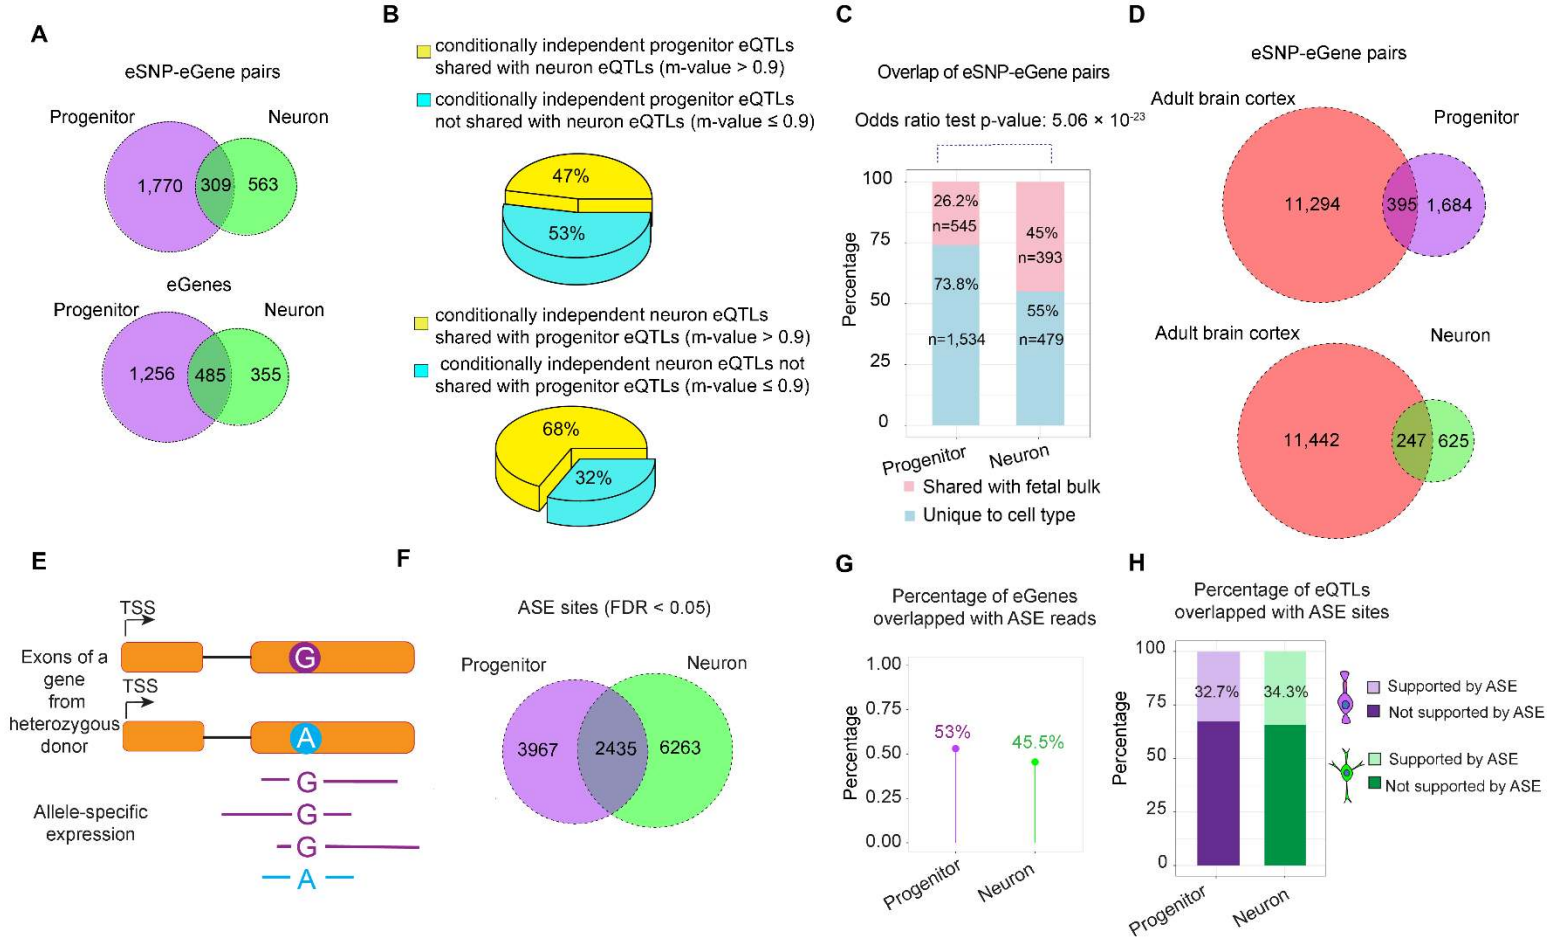 A
eSNP-eGene pairs
Progenitor
Neuron
1,770
309
563
eGenes
Progenitor
Neuron
1,256
485
355
B
conditionally independent progenitor eQTLs
shared with neuron eQTLs (m-value > 0.9)
conditionally independent progenitor eQTLs
not shared with neuron eQTLs (m-value ≤ 0.9)
47%
53%
conditionally independent neuron eQTLs
shared with progenitor eQTLs (m-value > 0.9)
conditionally independent neuron eQTLs not
shared with progenitor eQTLs (m-value ≤ 0.9)
68%
32%
C
Overlap of eSNP-eGene pairs
Odds ratio test p-value: 5.06 × 10⁻²³
Percentage
100
75
50
25
0
26.2%
n=545
73.8%
n=1,534
45%
n=393
55%
n=479
Progenitor
Neuron
Shared with fetal bulk
Unique to cell type
D
eSNP-eGene pairs
Adult brain cortex
Progenitor
11,294
395
1,684
Adult brain cortex
Neuron
11,442
247
625
E
TSS
G
Exons of a
gene
from
heterozygous
donor
TSS
A
Allele-specific
expression
G
G
G
A
F
ASE sites (FDR < 0.05)
Progenitor
Neuron
3967
2435
6263
G
Percentage of eGenes
overlapped with ASE reads
Percentage
1.00
0.75
0.50
0.25
0.00
53%
45.5%
Progenitor
Neuron
H
Percentage of eQTLs
overlapped with ASE sites
Percentage
100
75
50
25
0
32.7%
34.3%
Progenitor
Neuron
Supported by ASE
Not supported by ASE
Supported by ASE
Not supported by ASE